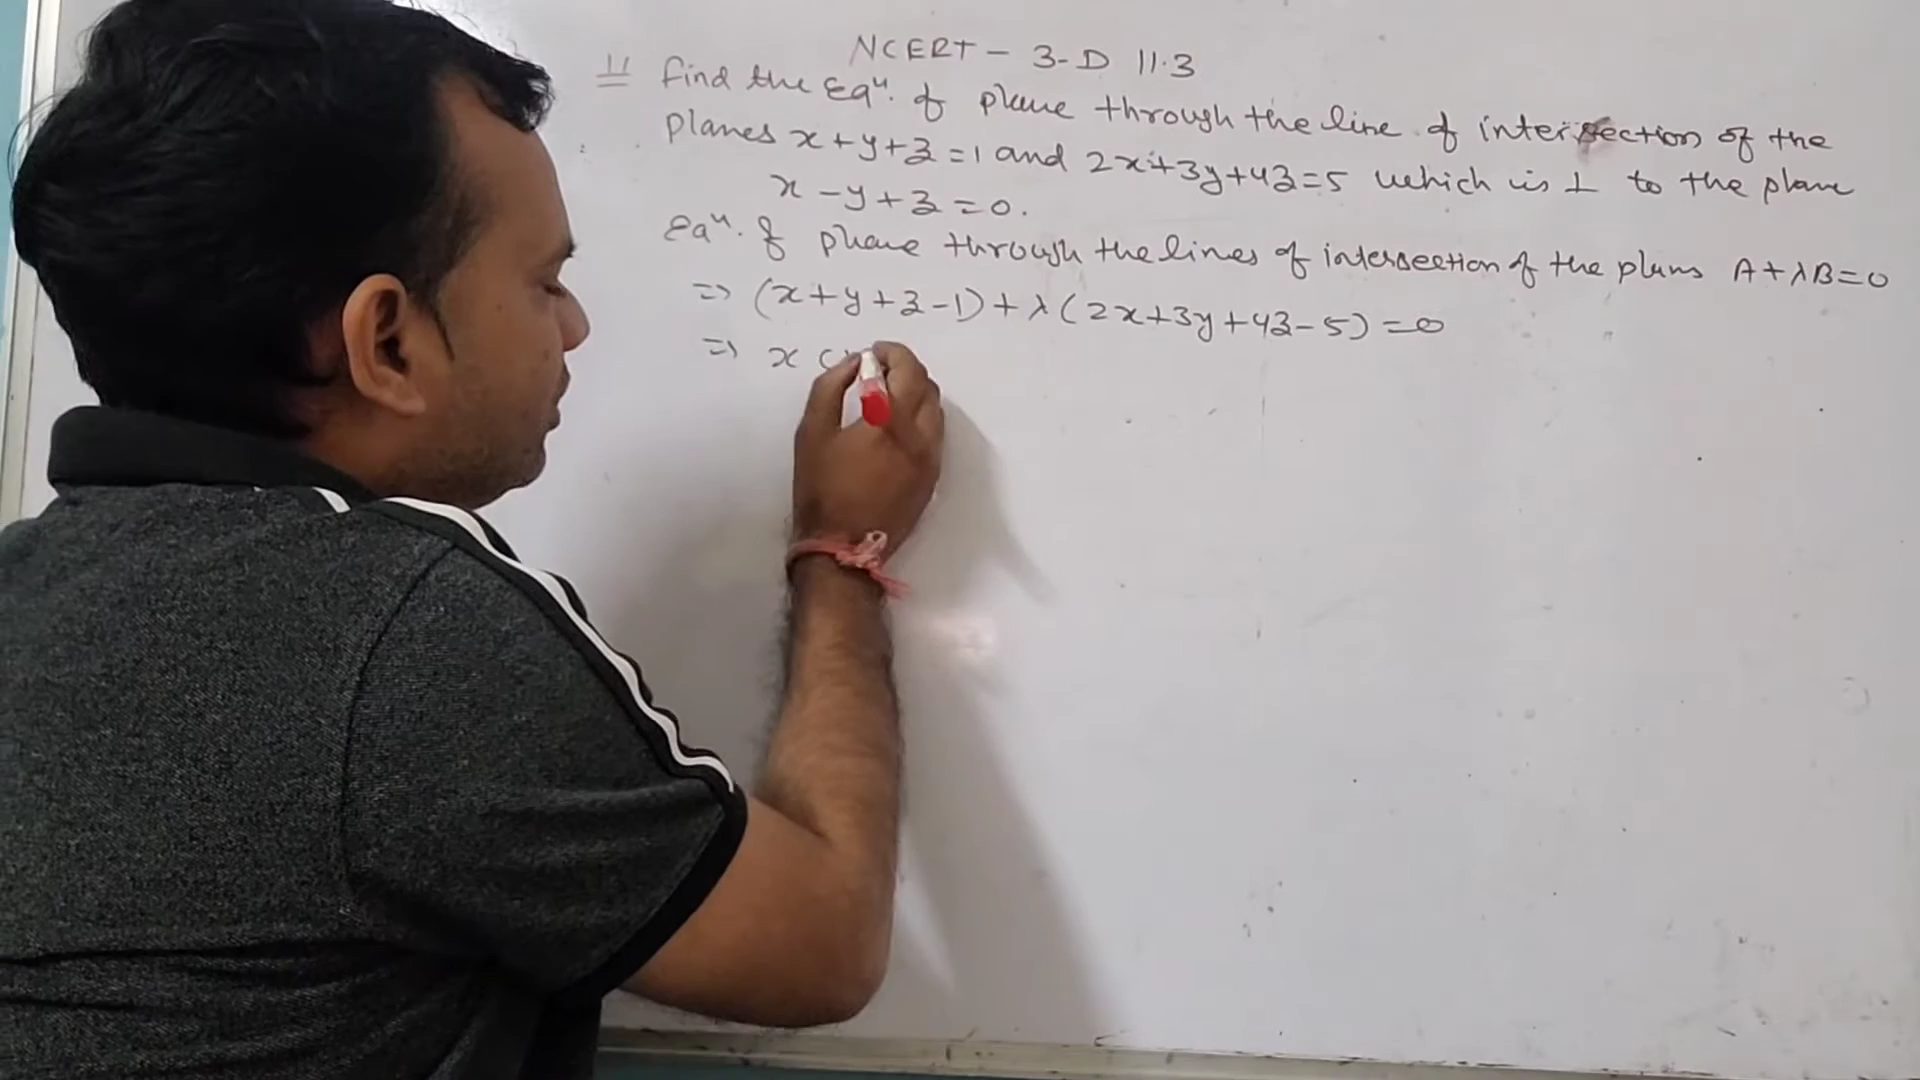 NCERT - 3-D 11.3
11 find the Eqn. of plane through the line of intersection of the
planes x+y+z=1 and 2x+3y+4z=5 which is ⊥ to the plane
x-y+z=0.
Eqn. of plane through the lines of intersection of the plans A+λB=0
=> (x+y+z-1)+λ(2x+3y+4z-5)=0
=> x (